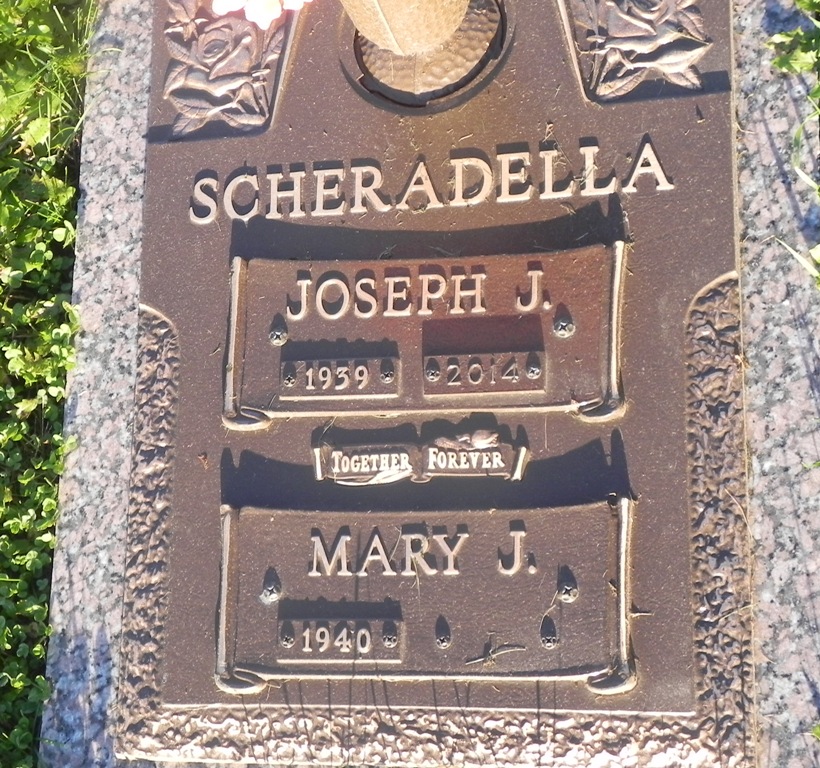 SCHERADELLA
JOSEPH J.
1939 2014
TOGETHER FOREVER
MARY J.
1940